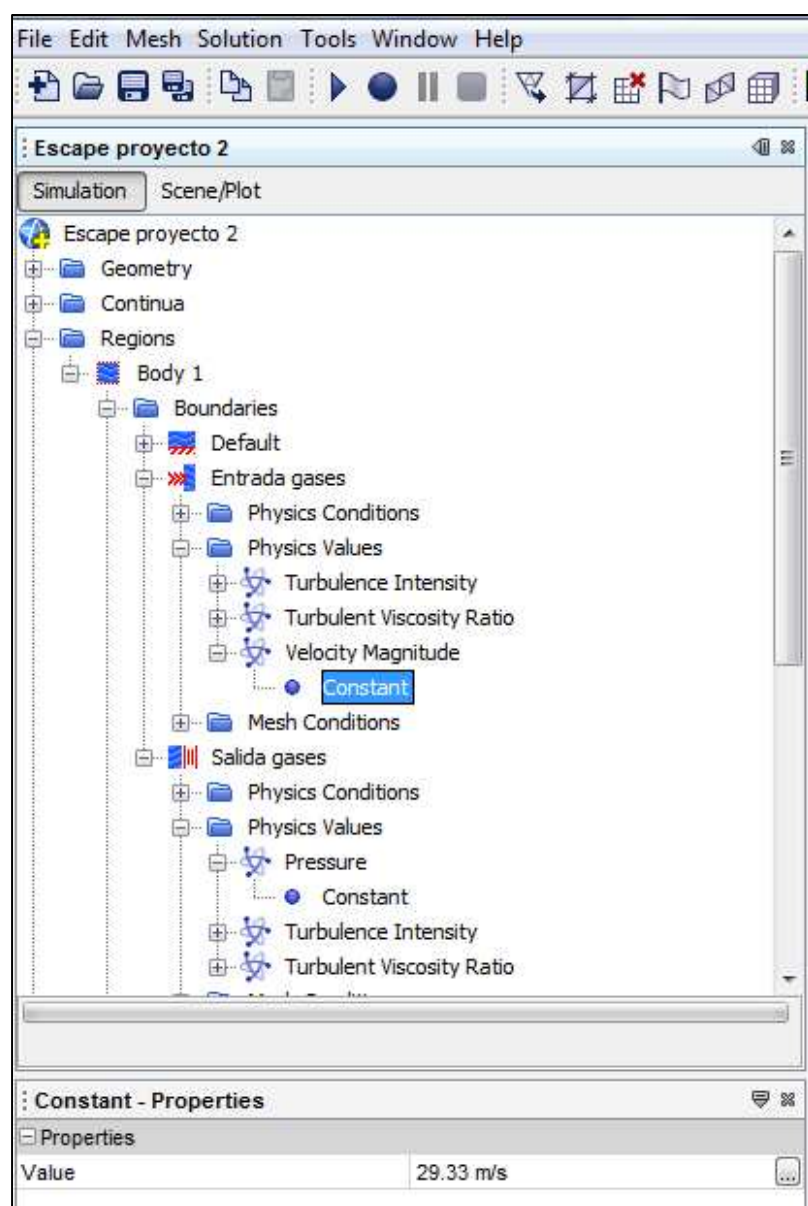 File Edit Mesh Solution Tools Window Help
Escape proyecto 2
Simulation Scene/Plot
Escape proyecto 2
Geometry
Continua
Regions
Body 1
Boundaries
Default
Entrada gases
Physics Conditions
Physics Values
Turbulence Intensity
Turbulent Viscosity Ratio
Velocity Magnitude
Constant
Mesh Conditions
Salida gases
Physics Conditions
Physics Values
Pressure
Constant
Turbulence Intensity
Turbulent Viscosity Ratio
Constant - Properties
Properties
Value 29.33 m/s